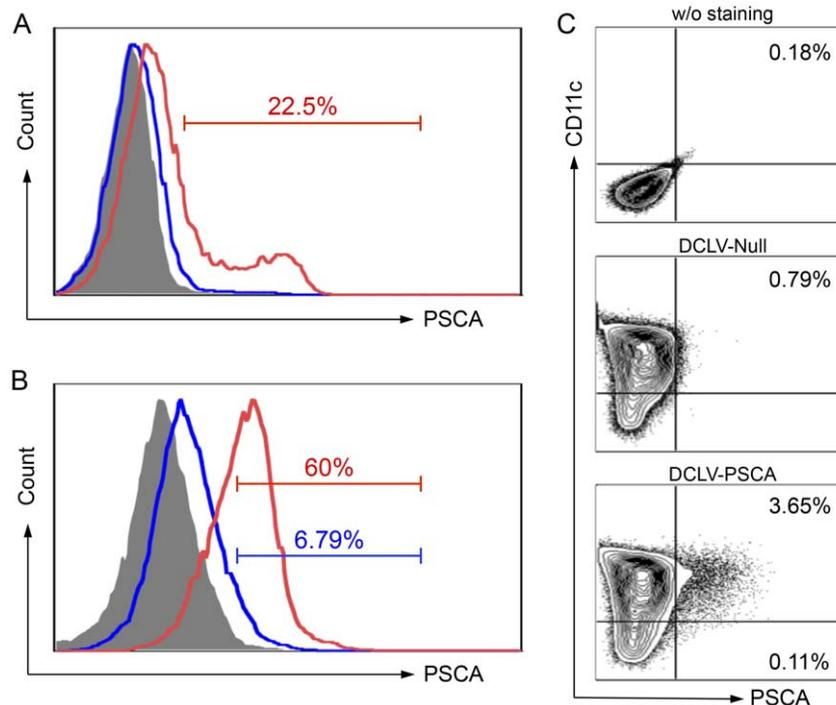 A
Count
22.5%
PSCA
B
Count
60%
6.79%
PSCA
C
w/o staining
0.18%
CD11c
DCLV-Null
0.79%
DCLV-PSCA
3.65%
0.11%
PSCA